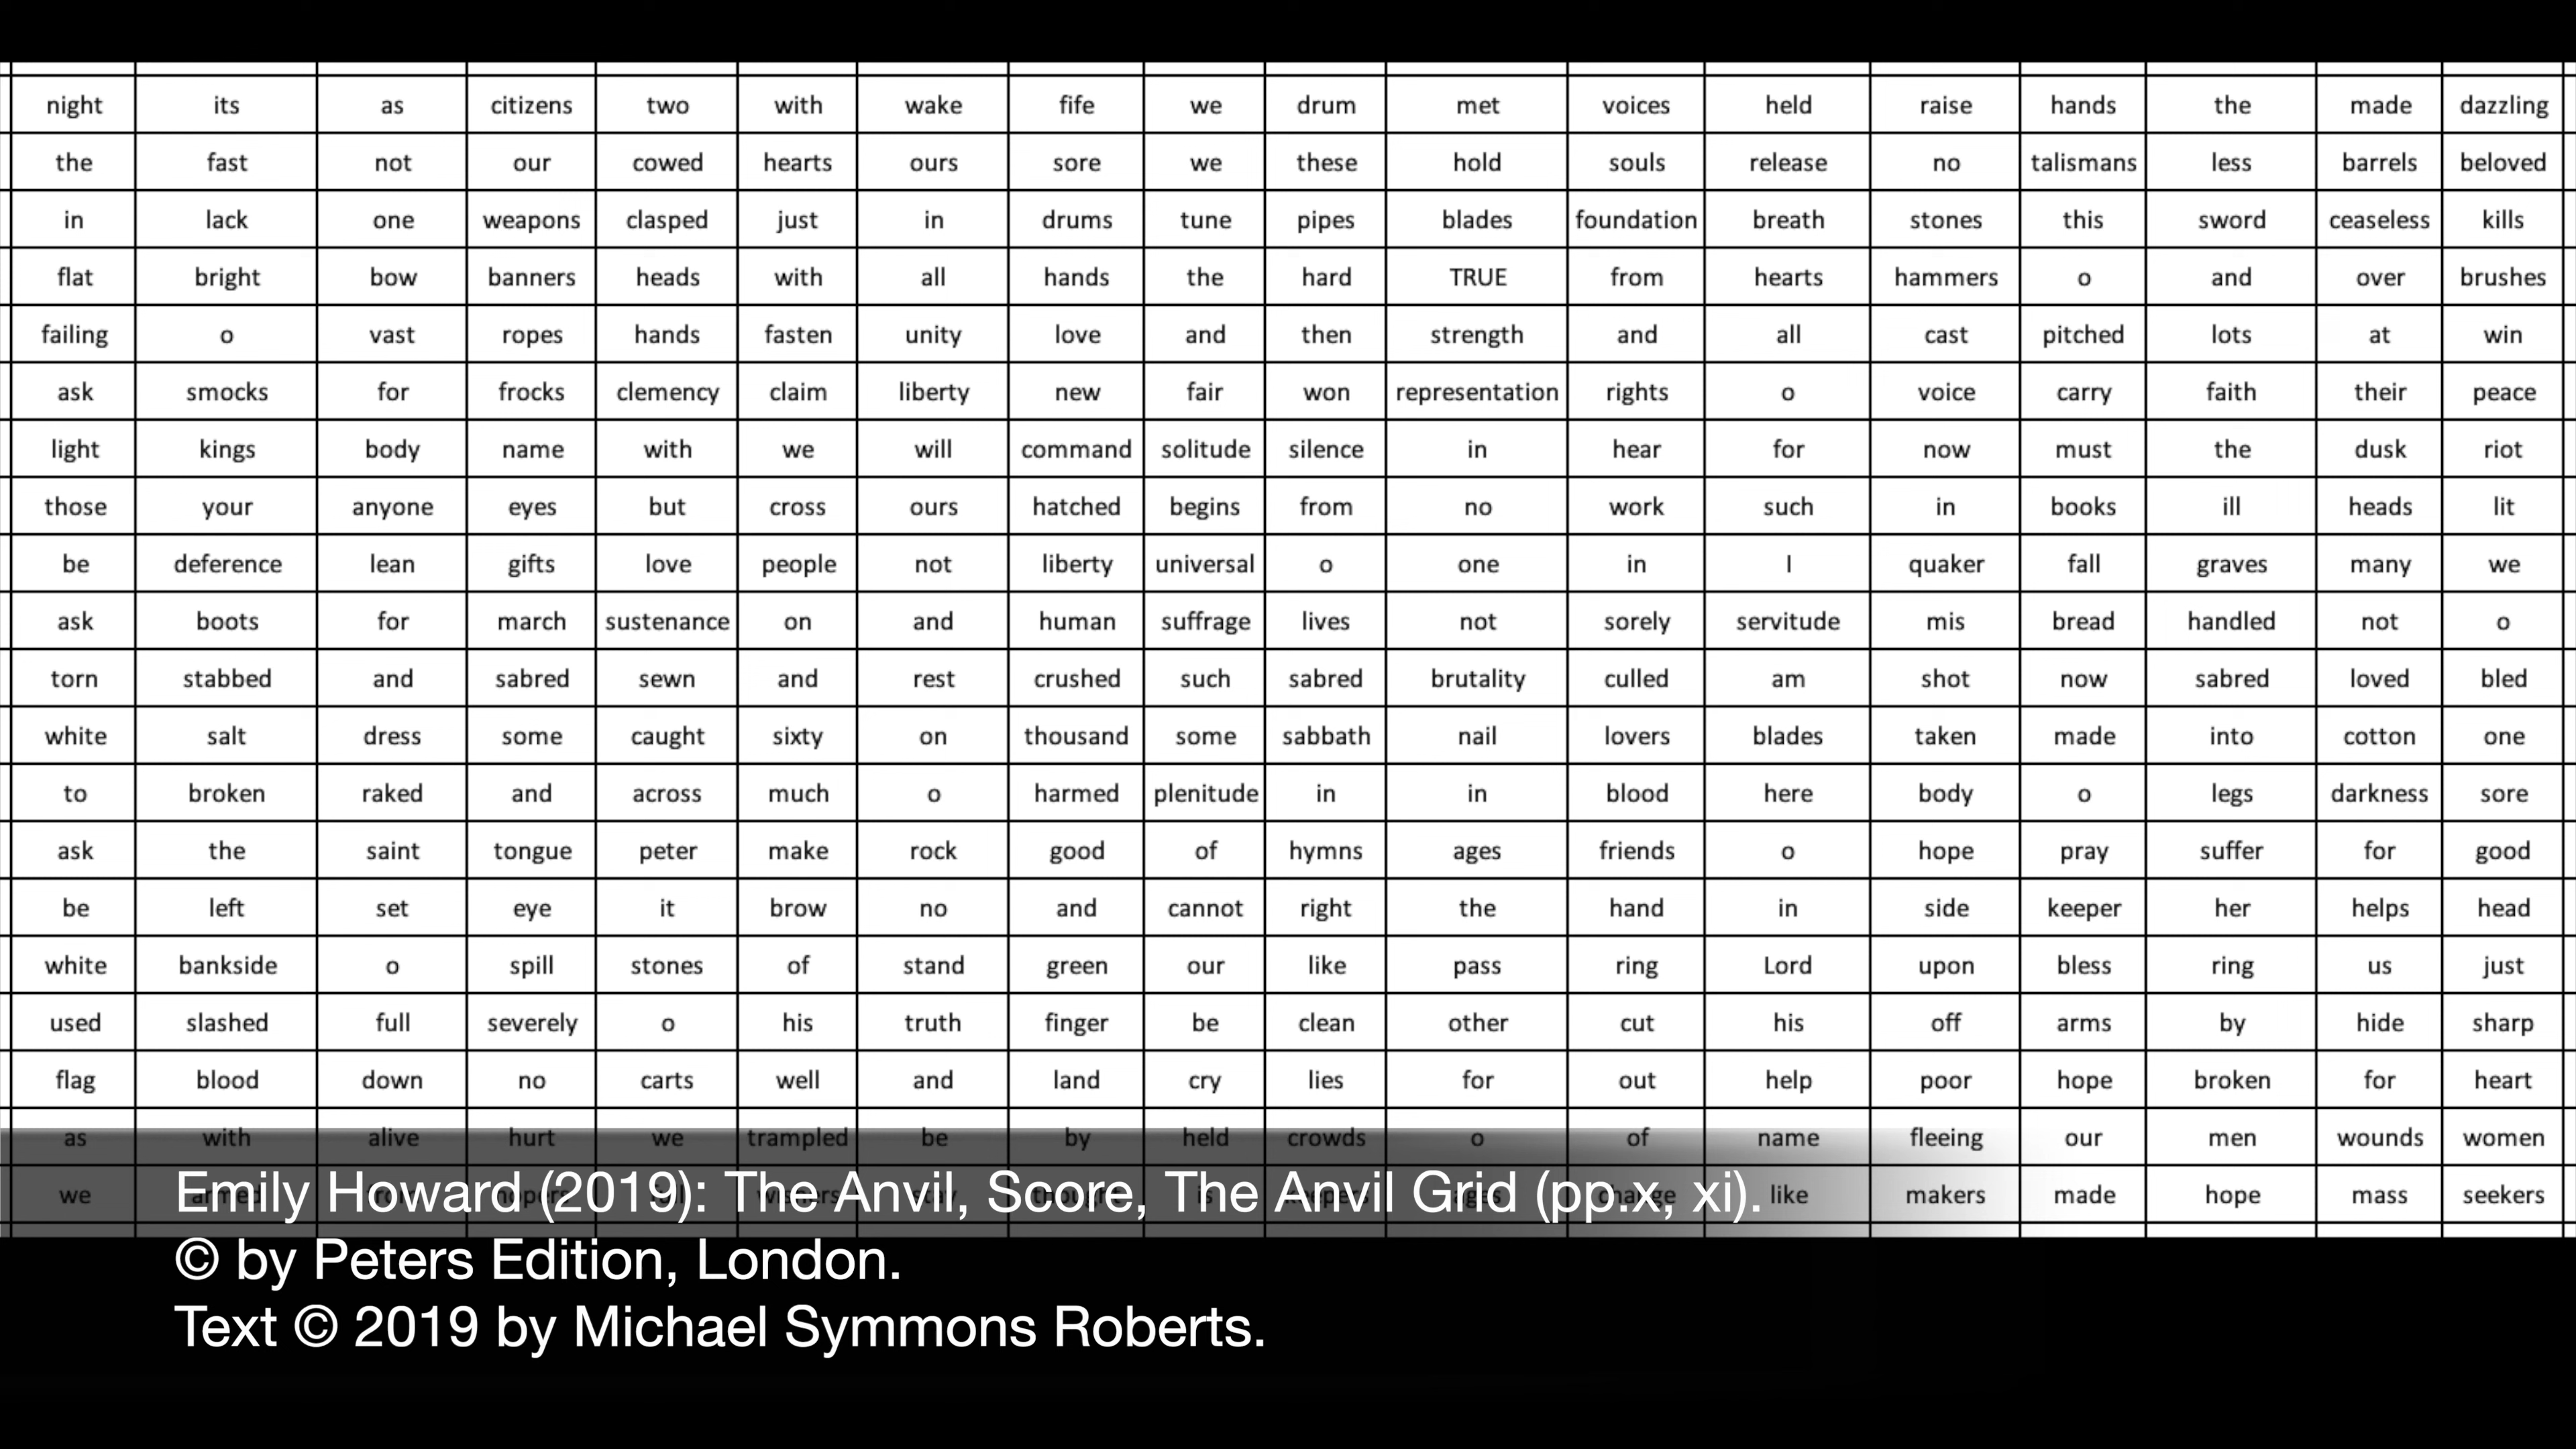 night its as citizens two with wake fife we drum met voices held raise hands the made dazzling
the fast not our cowed hearts ours sore we these hold souls release no talismans less barrels beloved
in lack one weapons clasped just in drums tune pipes blades foundation breath stones this sword ceaseless kills
flat bright bow banners heads with all hands the hard TRUE from hearts hammers o and over brushes
failing o vast ropes hands fasten unity love and then strength and all cast pitched lots at win
ask smocks for frocks clemency claim liberty new fair won representation rights o voice carry faith their peace
light kings body name with we will command solitude silence in hear for now must the dusk riot
those your anyone eyes but cross ours hatched begins from no work such in books ill heads lit
be deference lean gifts love people not liberty universal o one in I quaker fall graves many we
ask boots for march sustenance on and human suffrage lives not sorely servitude mis bread handled not o
torn stabbed and sabred sewn and rest crushed such sabred brutality culled am shot now sabred loved bled
white salt dress some caught sixty on thousand some sabbath nail lovers blades taken made into cotton one
to broken raked and across much o harmed plenitude in in blood here body o legs darkness sore
ask the saint tongue peter make rock good of hymns ages friends o hope pray suffer for good
be left set eye it brow no and cannot right the hand in side keeper her helps head
white bankside o spill stones of stand green our like pass ring Lord upon bless ring us just
used slashed full severely o his truth finger be clean other cut his off arms by hide sharp
flag blood down no carts well and land cry lies for out help poor hope broken for heart
as with alive hurt we trampled be by held crowds o of name fleeing our men wounds women
we change like makers made hope mass seekers
Emily Howard (2019): The Anvil, Score, The Anvil Grid (pp.x, xi).
© by Peters Edition, London.
Text © 2019 by Michael Symmons Roberts.